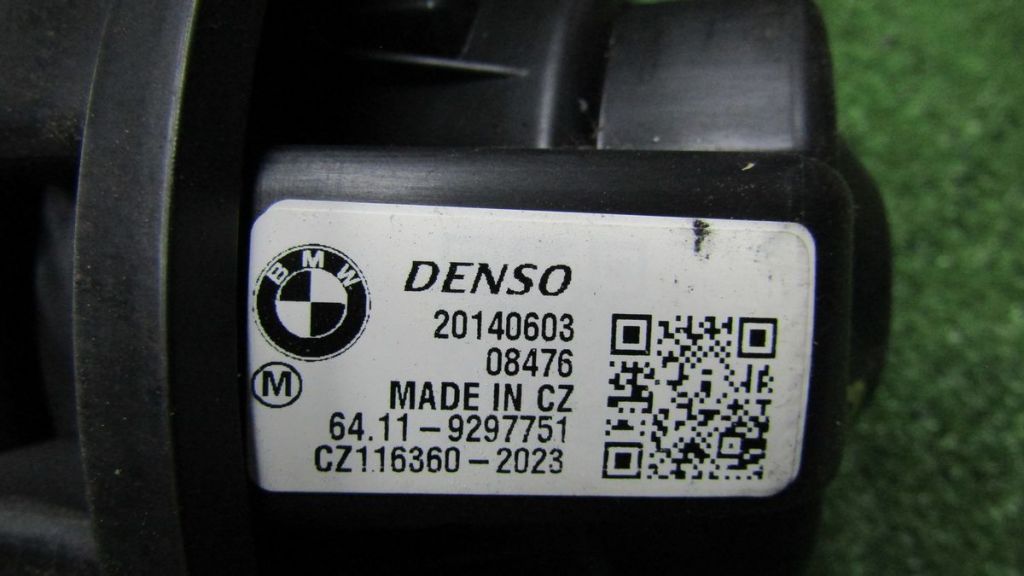 BMW
DENSO
20140603
08476
M
MADE IN CZ
64.11-9297751
CZ116360-2023